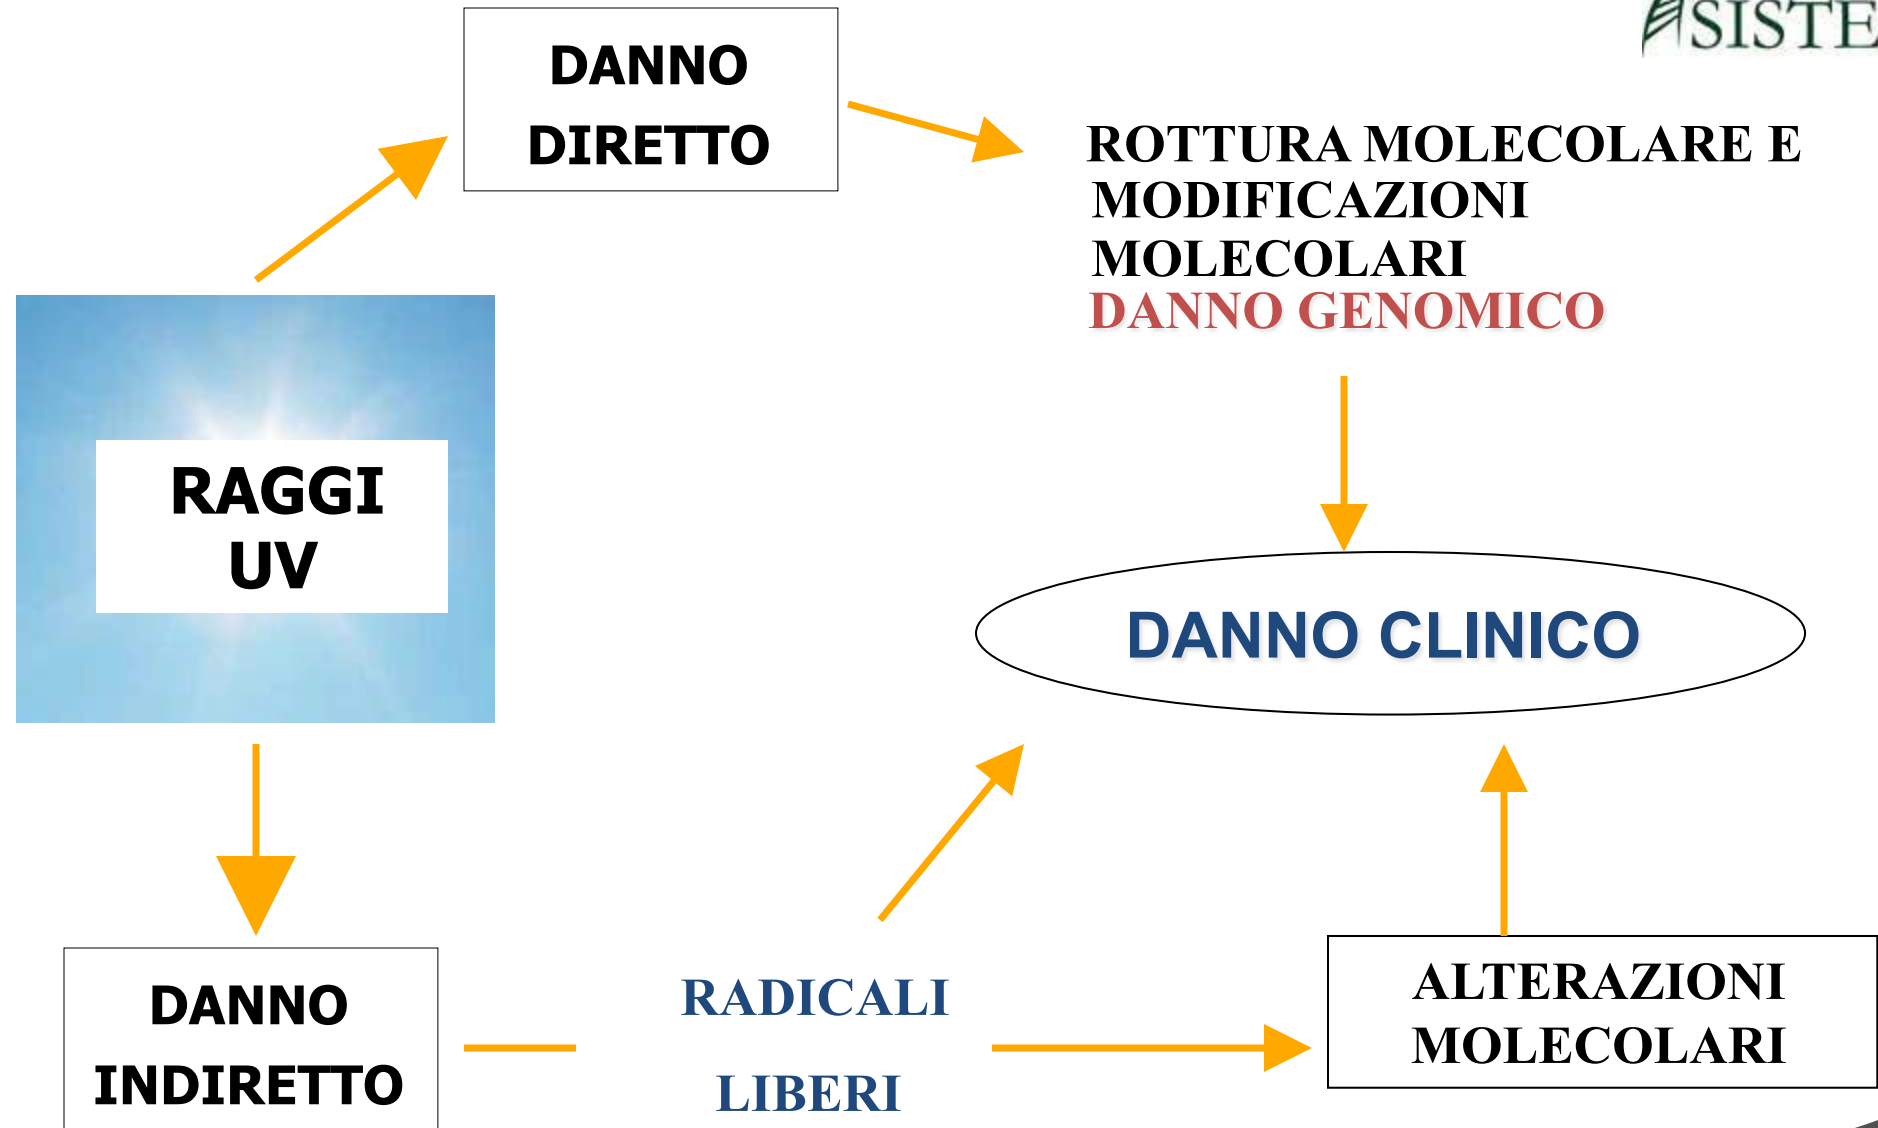 SISTE
DANNO
DIRETTO
ROTTURA MOLECOLARE E
MODIFICAZIONI
MOLECOLARI
DANNO GENOMICO
RAGGI
UV
DANNO CLINICO
DANNO
INDIRETTO
RADICALI
LIBERI
ALTERAZIONI
MOLECOLARI